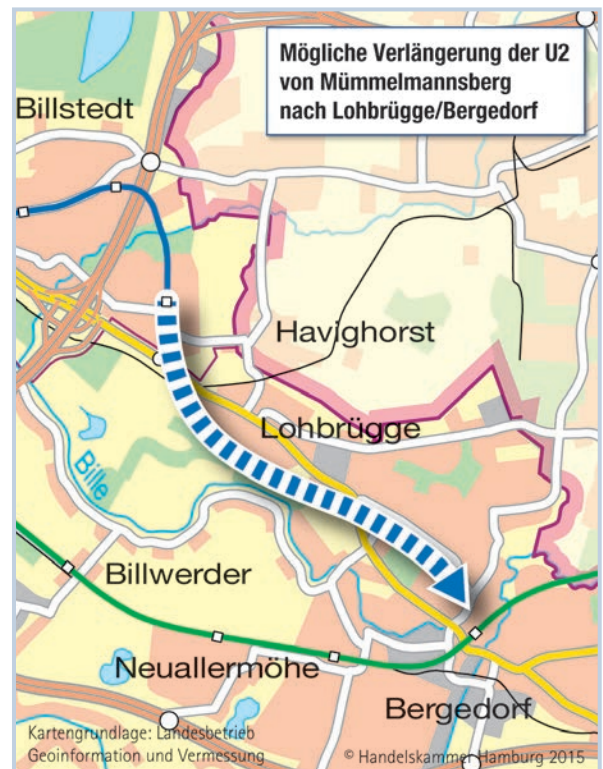 Mögliche Verlängerung der U2
von Mümmelmannsberg
nach Lohbrügge/Bergedorf
Billstedt
Havighorst
Lohbrügge
Bille
Billwerder
Neuallermöhe
Bergedorf
Kartengrundlage: Landesbetrieb
Geoinformation und Vermessung
© Handelskammer Hamburg 2015